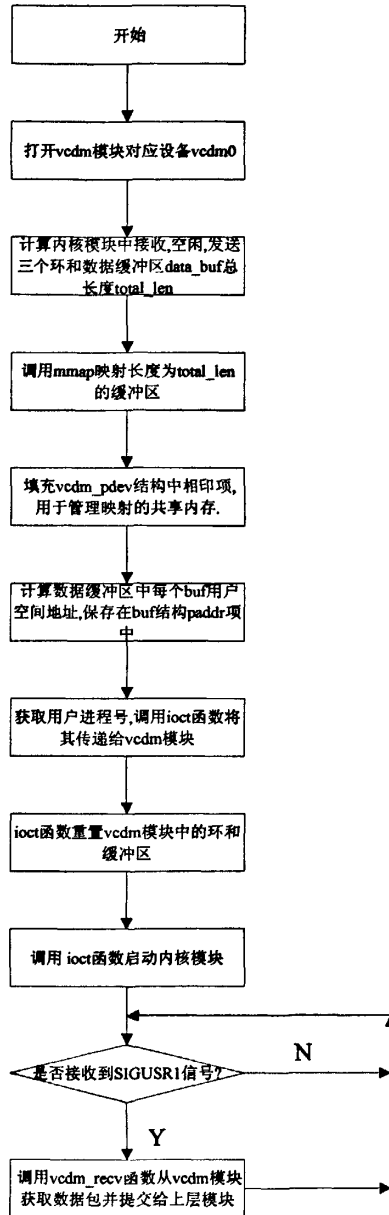 开始
打开vcdm模块对应设备vcdm0
计算内核模块中接收,空闲,发送
三个环和数据缓冲区data_buf总
长度total_len
调用mmap映射长度为total_len
的缓冲区
填充vcdm_pdev结构中相印项,
用于管理映射的共享内存.
计算数据缓冲区中每个buf用户
空间地址,保存在buf结构paddr项
中
获取用户进程号,调用ioct函数将
其传递给vcdm模块
ioct函数重置vcdm模块中的环和
缓冲区
调用 ioct函数启动内核模块
N
是否接收到SIGUSR1信号?
Y
调用vcdm_recv函数从vcdm模块
获取数据包并提交给上层模块